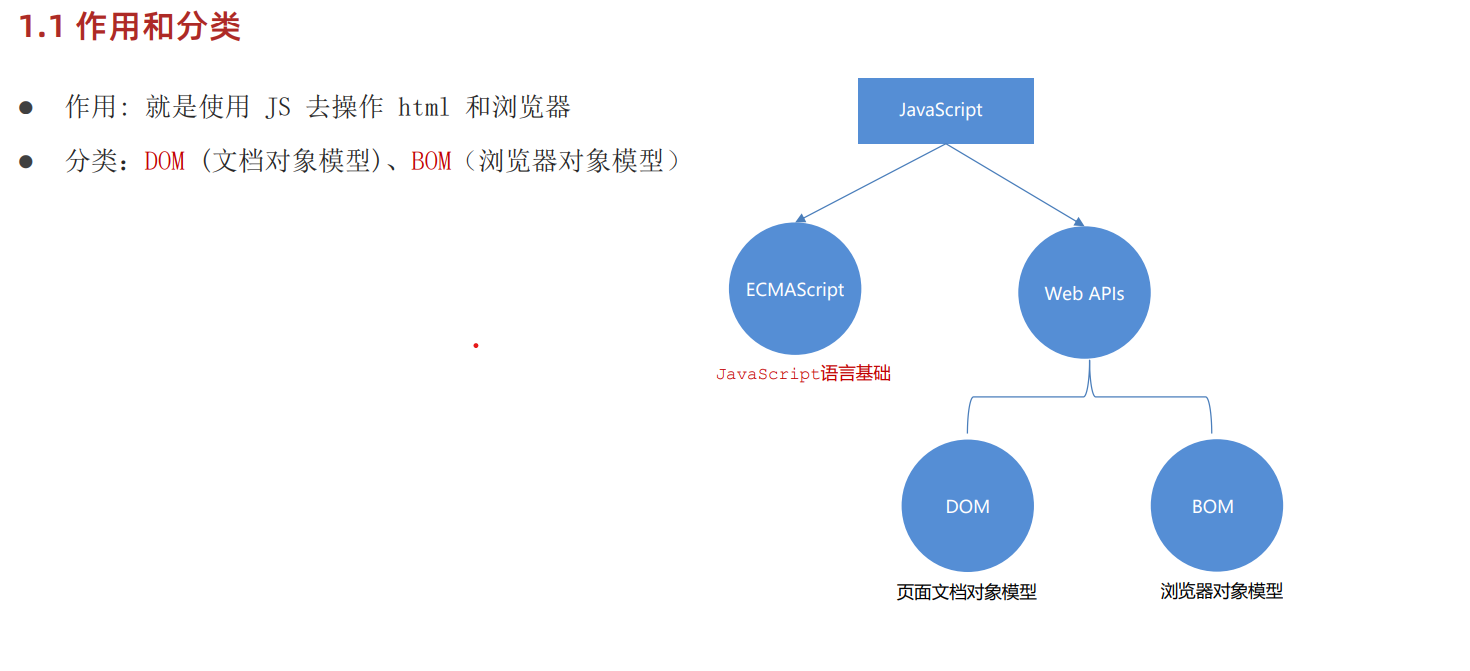 1.1 作用和分类
● 作用: 就是使用 JS 去操作 html 和浏览器
● 分类：DOM (文档对象模型)、BOM（浏览器对象模型）
JavaScript
ECMAScript
Web APIs
JavaScript语言基础
DOM
BOM
页面文档对象模型
浏览器对象模型